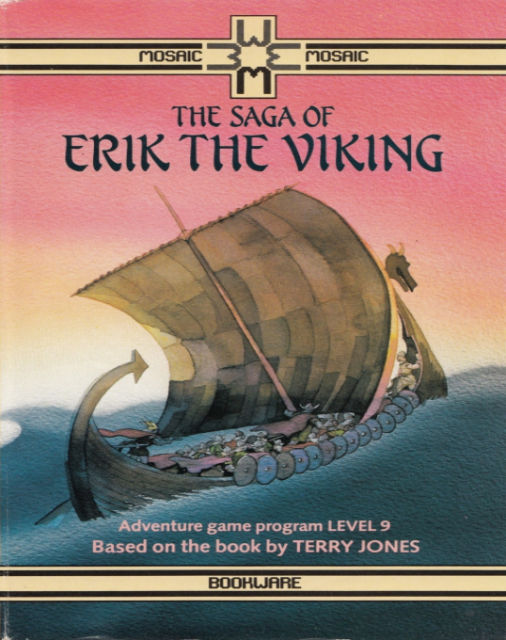 MOSAIC MOSAIC
THE SAGA OF
ERIK THE VIKING
Adventure game program LEVEL 9
Based on the book by TERRY JONES
BOOKWARE